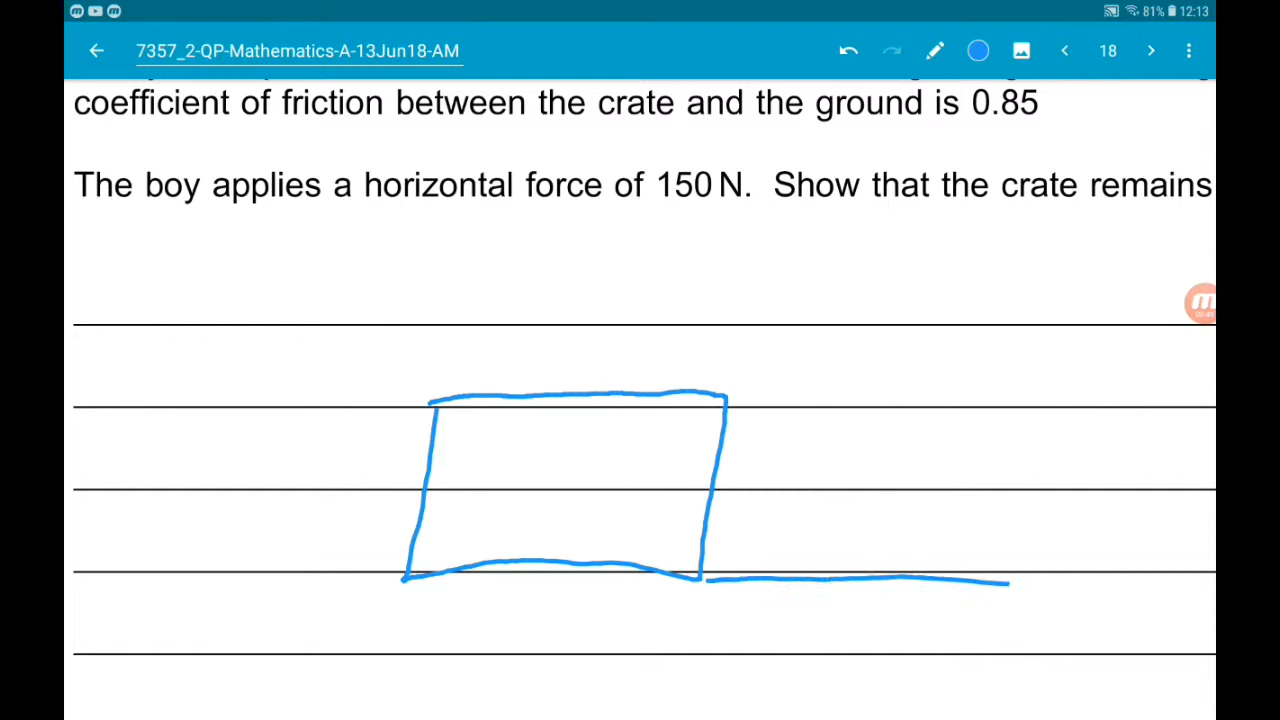 81% 12:13
7357_2-QP-Mathematics-A-13Jun18-AM 18
coefficient of friction between the crate and the ground is 0.85
The boy applies a horizontal force of 150 N. Show that the crate remains